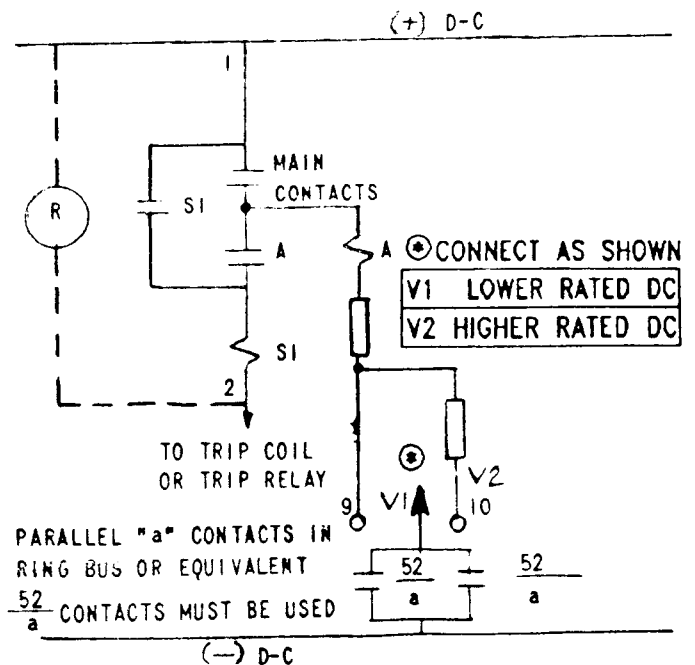 (+) D-C
1
MAIN
CONTACTS
R
SI
A
A
* CONNECT AS SHOWN
V1 LOWER RATED DC
V2 HIGHER RATED DC
SI
2
TO TRIP COIL
OR TRIP RELAY
*
V2
9
V1
10
PARALLEL "a" CONTACTS IN
RING BUS OR EQUIVALENT
52
a
CONTACTS MUST BE USED
52
a
52
a
(-) D-C